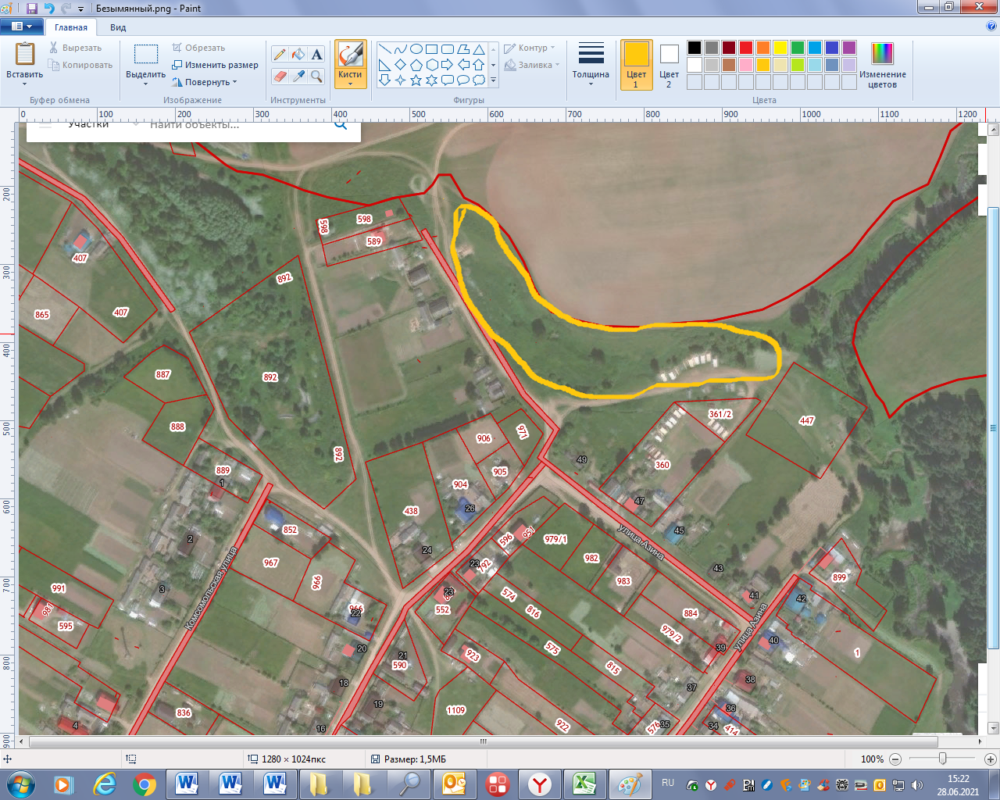 Безымянный.png - Paint
Главная Вид
Вставить
Вырезать
Копировать
Буфер обмена
Выделить
Обрезать
Изменить размер
Повернуть
Изображение
A
Инструменты
Кисти
Контур
Заливка
Фигуры
Толщина
Цвет 1
Цвет 2
Изменение цветов
Цвета
0 100 200 300 400 500 600 700 800 900 1000 1100 1200
200
300
400
500
600
700
800
900
Участки Найти объекты...
598
598
589
407
407
865
892
892
892
887
888
889
1
361/2
447
360
971
906
905
904
438
26
24
49
47
45
43
41
улица Азина
улица Азина
Комсомольская улица
852
967
966
966
22
2
3
991
981
595
596
951
979/1
982
983
884
979/2
899
42
40
39
1
23
792
23
552
574
816
575
815
923
20
21
590
18
19
16
1109
922
836
4
38
37
36
35
34
576
414
1280 × 1024пкс
Размер: 1,5МБ
100%
RU
15:22
28.06.2021